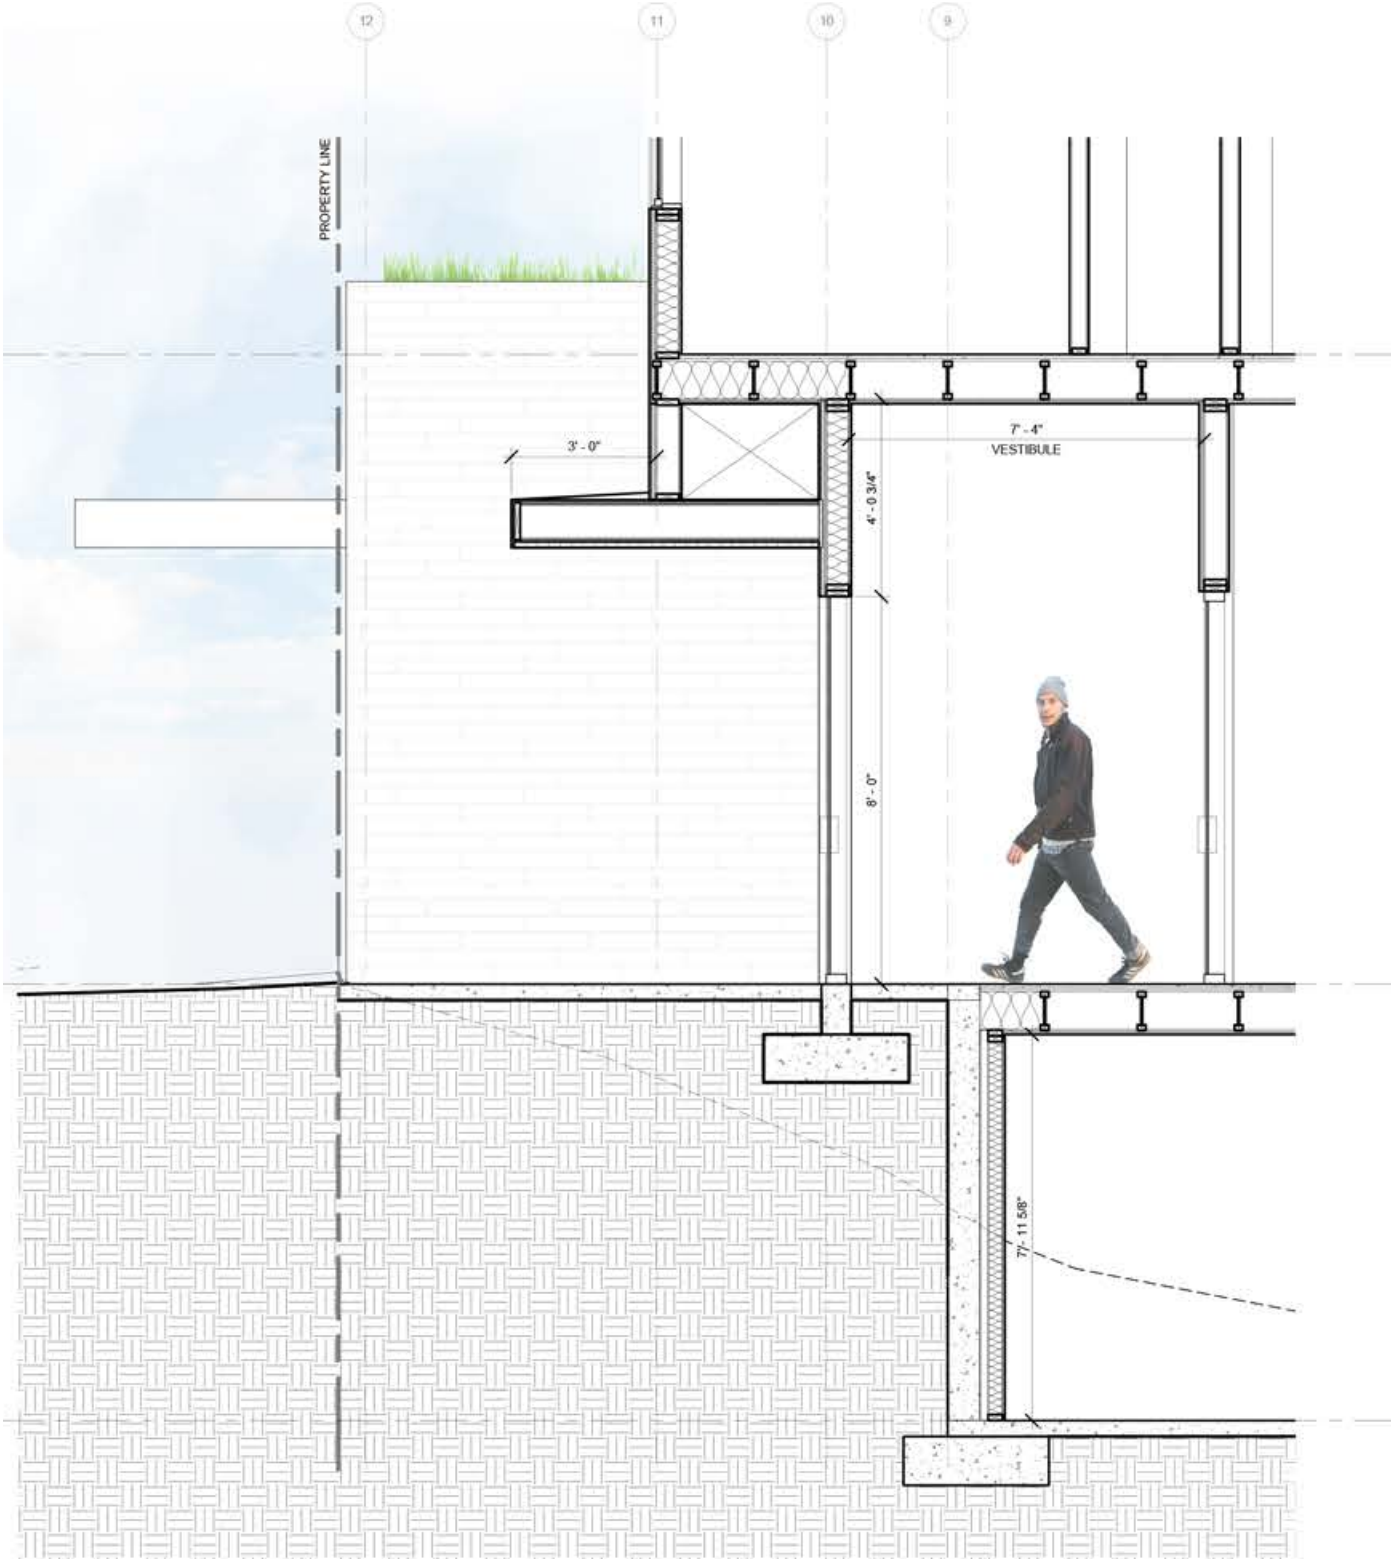 12
11
10
9
PROPERTY LINE
3' - 0"
7' - 4"
VESTIBULE
4' - 0 3/4"
8' - 0"
7' - 11 5/8"